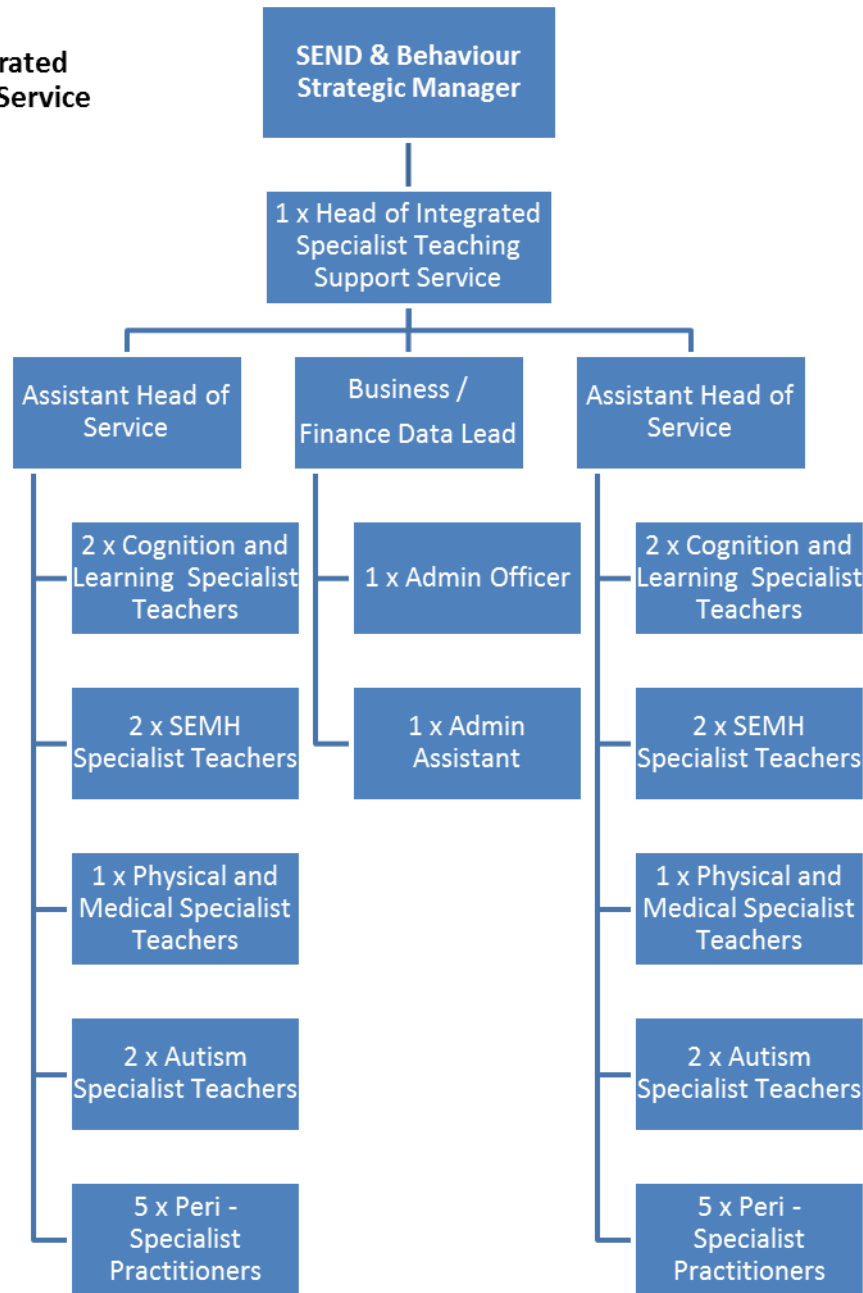 Service
SEND & Behaviour
Strategic Manager
1 x Head of Integrated
Specialist Teaching
Support Service
Assistant Head of
Service
Business /
Finance Data Lead
Assistant Head of
Service
2 x Cognition and
Learning Specialist
Teachers
2 x SEMH
Specialist Teachers
1 x Physical and
Medical Specialist
Teachers
2 x Autism
Specialist Teachers
5 x Peri -
Specialist
Practitioners
1 x Admin Officer
1 x Admin
Assistant
2 x Cognition and
Learning Specialist
Teachers
2 x SEMH
Specialist Teachers
1 x Physical and
Medical Specialist
Teachers
2 x Autism
Specialist Teachers
5 x Peri -
Specialist
Practitioners